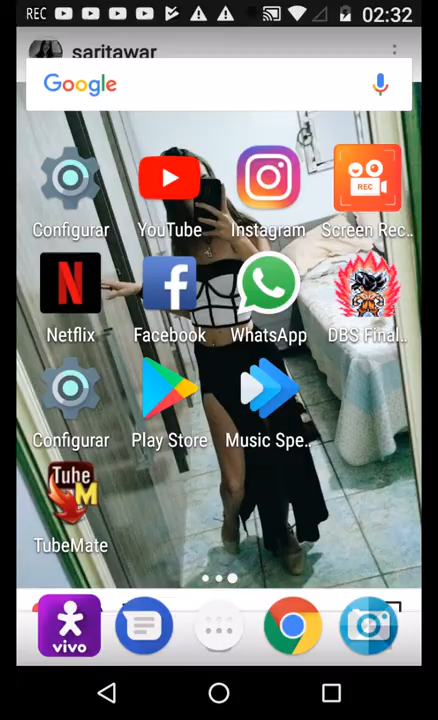 REC 02:32
saritawar
Google
Configurar YouTube Instagram Screen Rec..
Netflix Facebook WhatsApp DBS Final..
Configurar Play Store Music Spe..
Tube
M
TubeMate
vivo